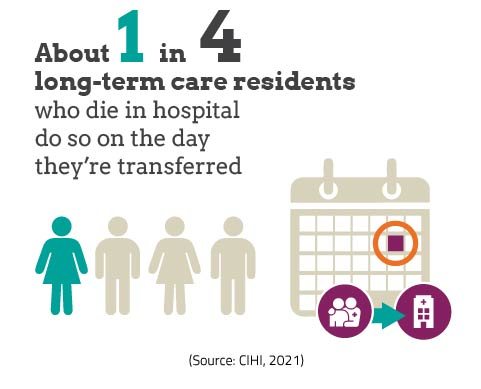 About 1 in 4
long-term care residents
who die in hospital
do so on the day
they’re transferred
(Source: CIHI, 2021)